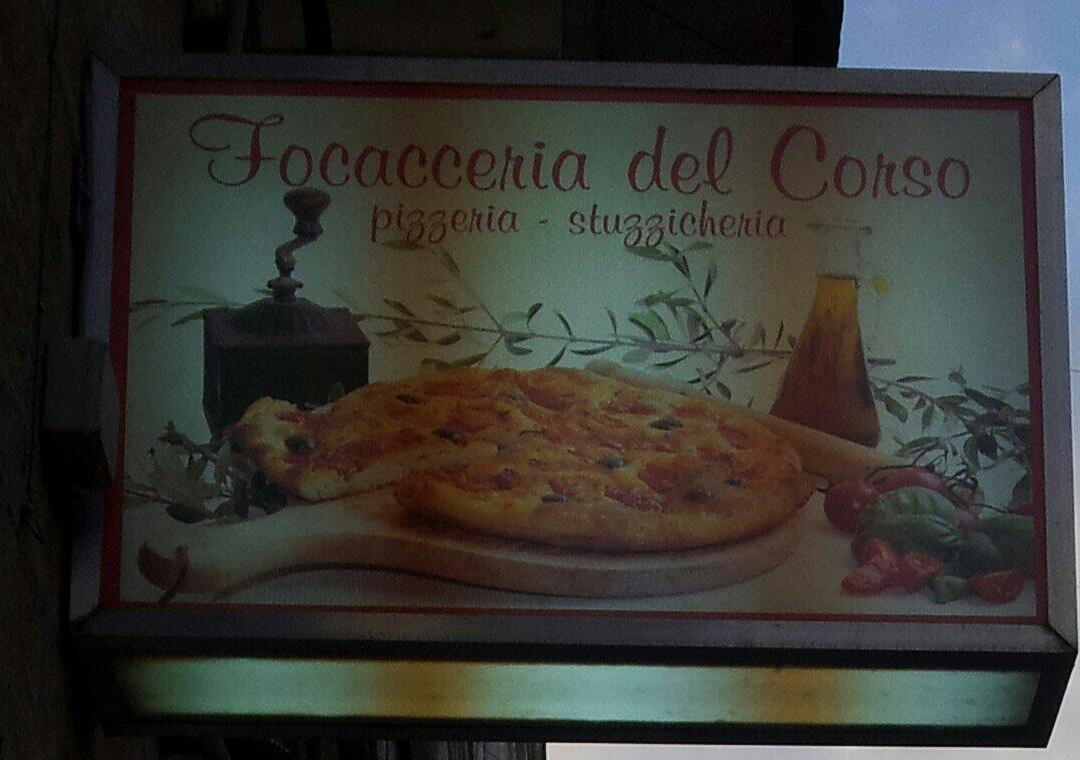 Focacceria del Corso
pizzeria - stuzzicheria